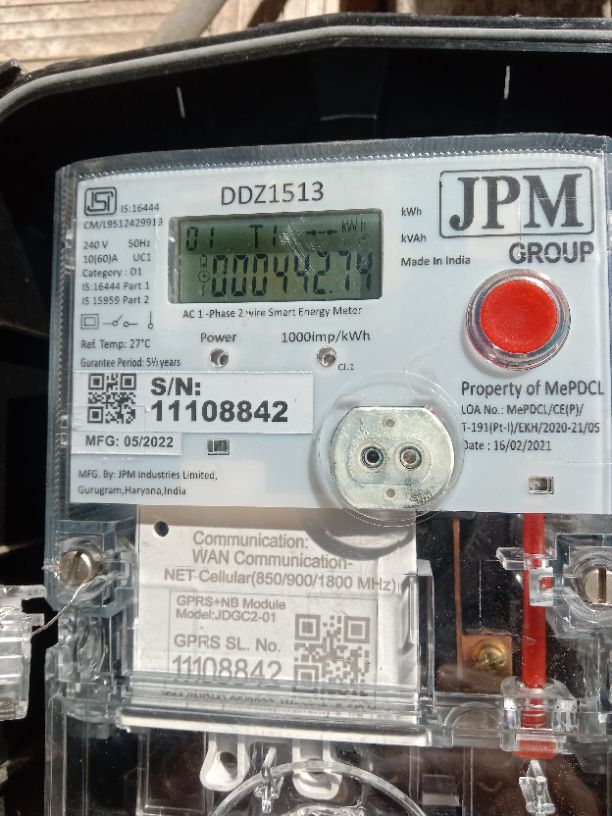 IS:16444
CM/L9512429919
240 V 50Hz
10(60)A UC1
Category : D1
IS:16444 Part 1
IS 15959 Part 2
Ref. Temp: 27°C
Gurantee Period: 5½ years
DDZ1513
01 T1 kWh
000442.74
AC 1 -Phase 2 wire Smart Energy Meter
Power 1000imp/kWh
Cl.1
kWh
kVAh
Made In India
JPM
GROUP
S/N:
11108842
MFG: 05/2022
MFG. By: JPM Industries Limited,
Gurugram,Haryana,India
Property of MePDCL
LOA No.: MePDCL/CE(P)/
T-191(Pt-I)/EKH/2020-21/05
Date : 16/02/2021
Communication:
WAN Communication-
NET Cellular(850/900/1800 MHz)
GPRS+NB Module
Model:JDGC2-01
GPRS SL. No.
11108842
JPM